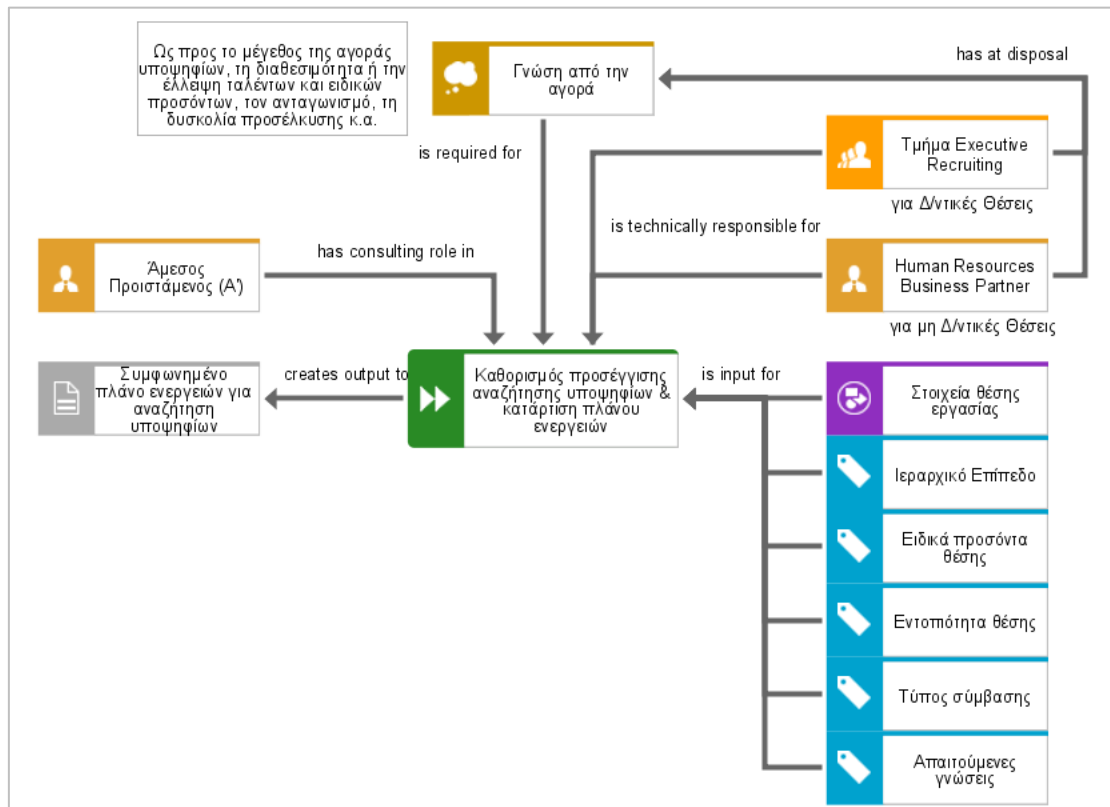 Ως προς το μέγεθος της αγοράς
υποψηφίων, τη διαθεσιμότητα ή την
έλλειψη ταλέντων και ειδικών
προσόντων, τον ανταγωνισμό, τη
δυσκολία προσέλκυσης κ.α.
Γνώση από την
αγορά
has at disposal
is required for
Τμήμα Executive
Recruiting
για Δ/ντικές Θέσεις
is technically responsible for
has consulting role in
Άμεσος
Προιστάμενός (Α')
Human Resources
Business Partner
για μη Δ/ντικές Θέσεις
Συμφωνημένο
πλάνο ενεργειών για
αναζήτηση
υποψηφίων
creates output to
Καθορισμός προσέγγισης
αναζήτησης υποψηφίων &
κατάρτιση πλάνου
ενεργειών
is input for
Στοιχεία θέσης
εργασίας
Ιεραρχικό Επίπεδο
Ειδικά προσόντα
θέσης
Εντοπιότητα θέσης
Τύπος σύμβασης
Απαιτούμενες
γνώσεις